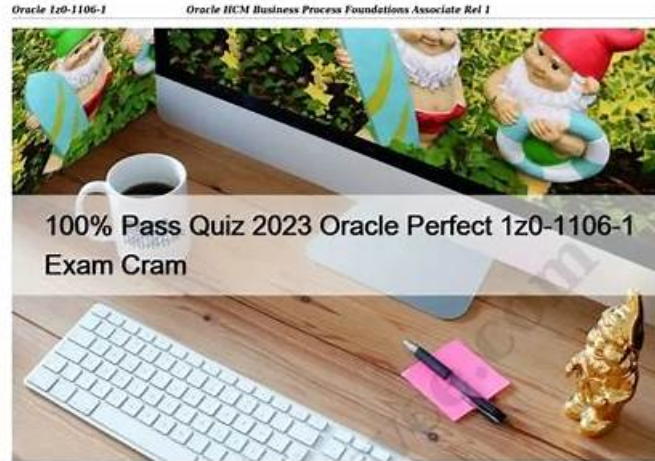 Oracle 1z0-1106-1 Oracle HCM Business Process Foundations Associate Rel 1
100% Pass Quiz 2023 Oracle Perfect 1z0-1106-1
Exam Cram